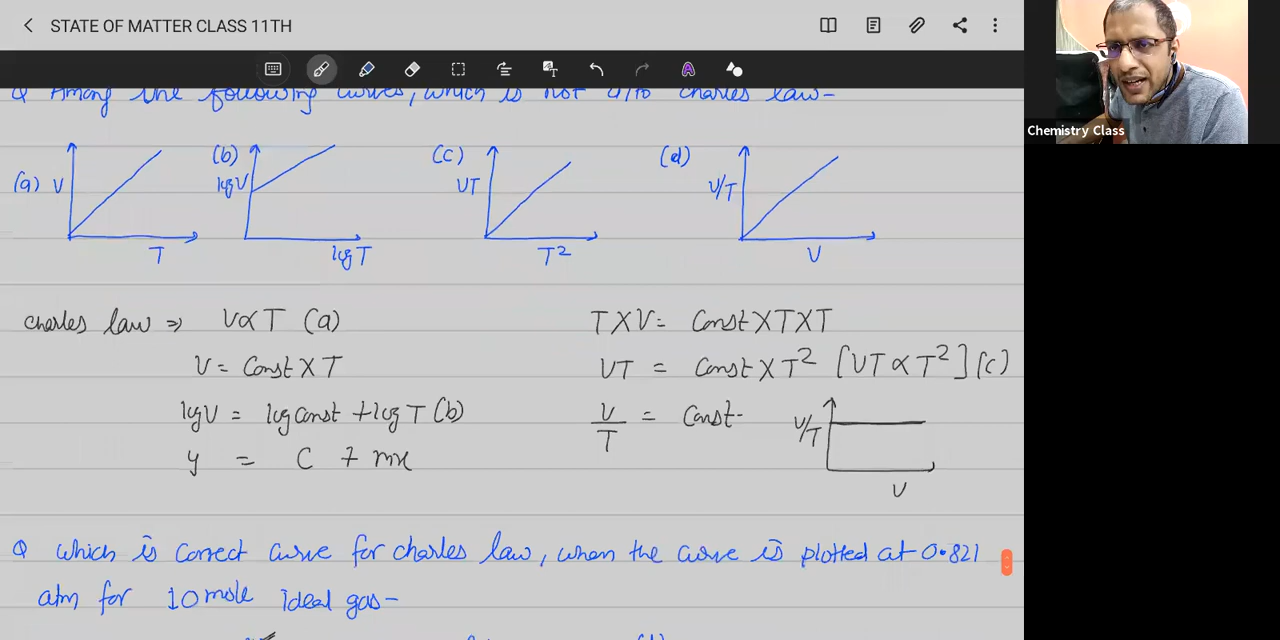 STATE OF MATTER CLASS 11TH
Chemistry Class
Q Among the following curves, which is not a/to charles law-
(a) V T
(b) logV logT
(c) VT T²
(d) V/T V
charles law ⇒ V∝T (a)
V = Const X T
logV = logConst + logT (b)
y = C + mx
TXV = Const X T X T
VT = Const X T² [VT ∝ T²] (c)
V/T = Const-
V/T V
Q which is correct curve for charles law, when the curve is plotted at 0.821
atm for 10 mole ideal gas-
(d)